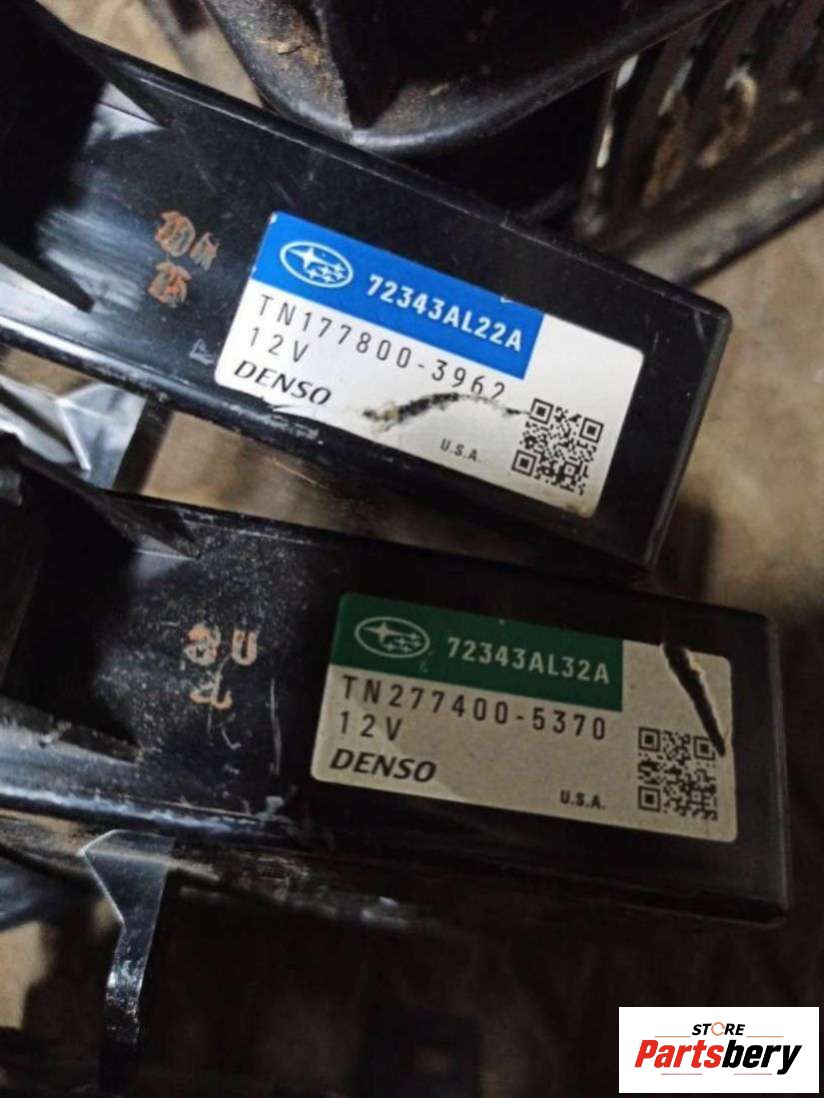 72343AL22A
TN177800-3962
12V
DENSO
U.S.A.
72343AL32A
TN277400-5370
12V
DENSO
U.S.A.
STORE
Partsbery